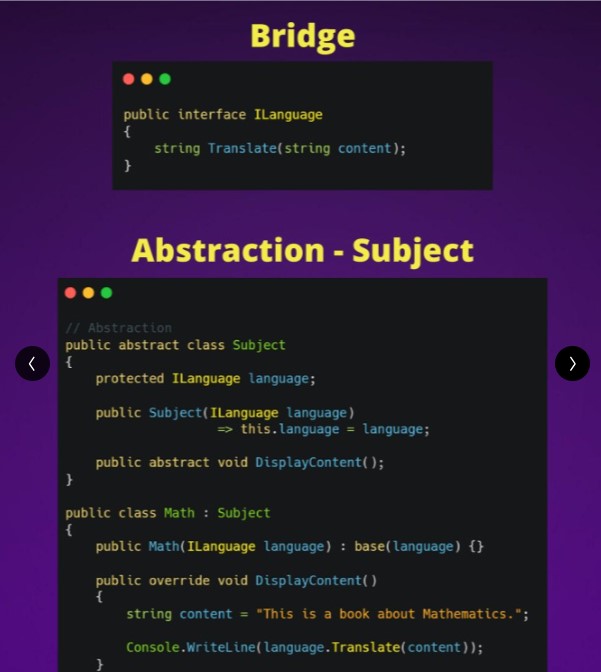 Bridge
public interface ILanguage
{
    string Translate(string content);
}
Abstraction - Subject
// Abstraction
public abstract class Subject
{
    protected ILanguage language;
    public Subject(ILanguage language)
                    => this.language = language;
    public abstract void DisplayContent();
}
public class Math : Subject
{
    public Math(ILanguage language) : base(language) {}
    public override void DisplayContent()
    {
        string content = "This is a book about Mathematics.";
        Console.WriteLine(language.Translate(content));
    }